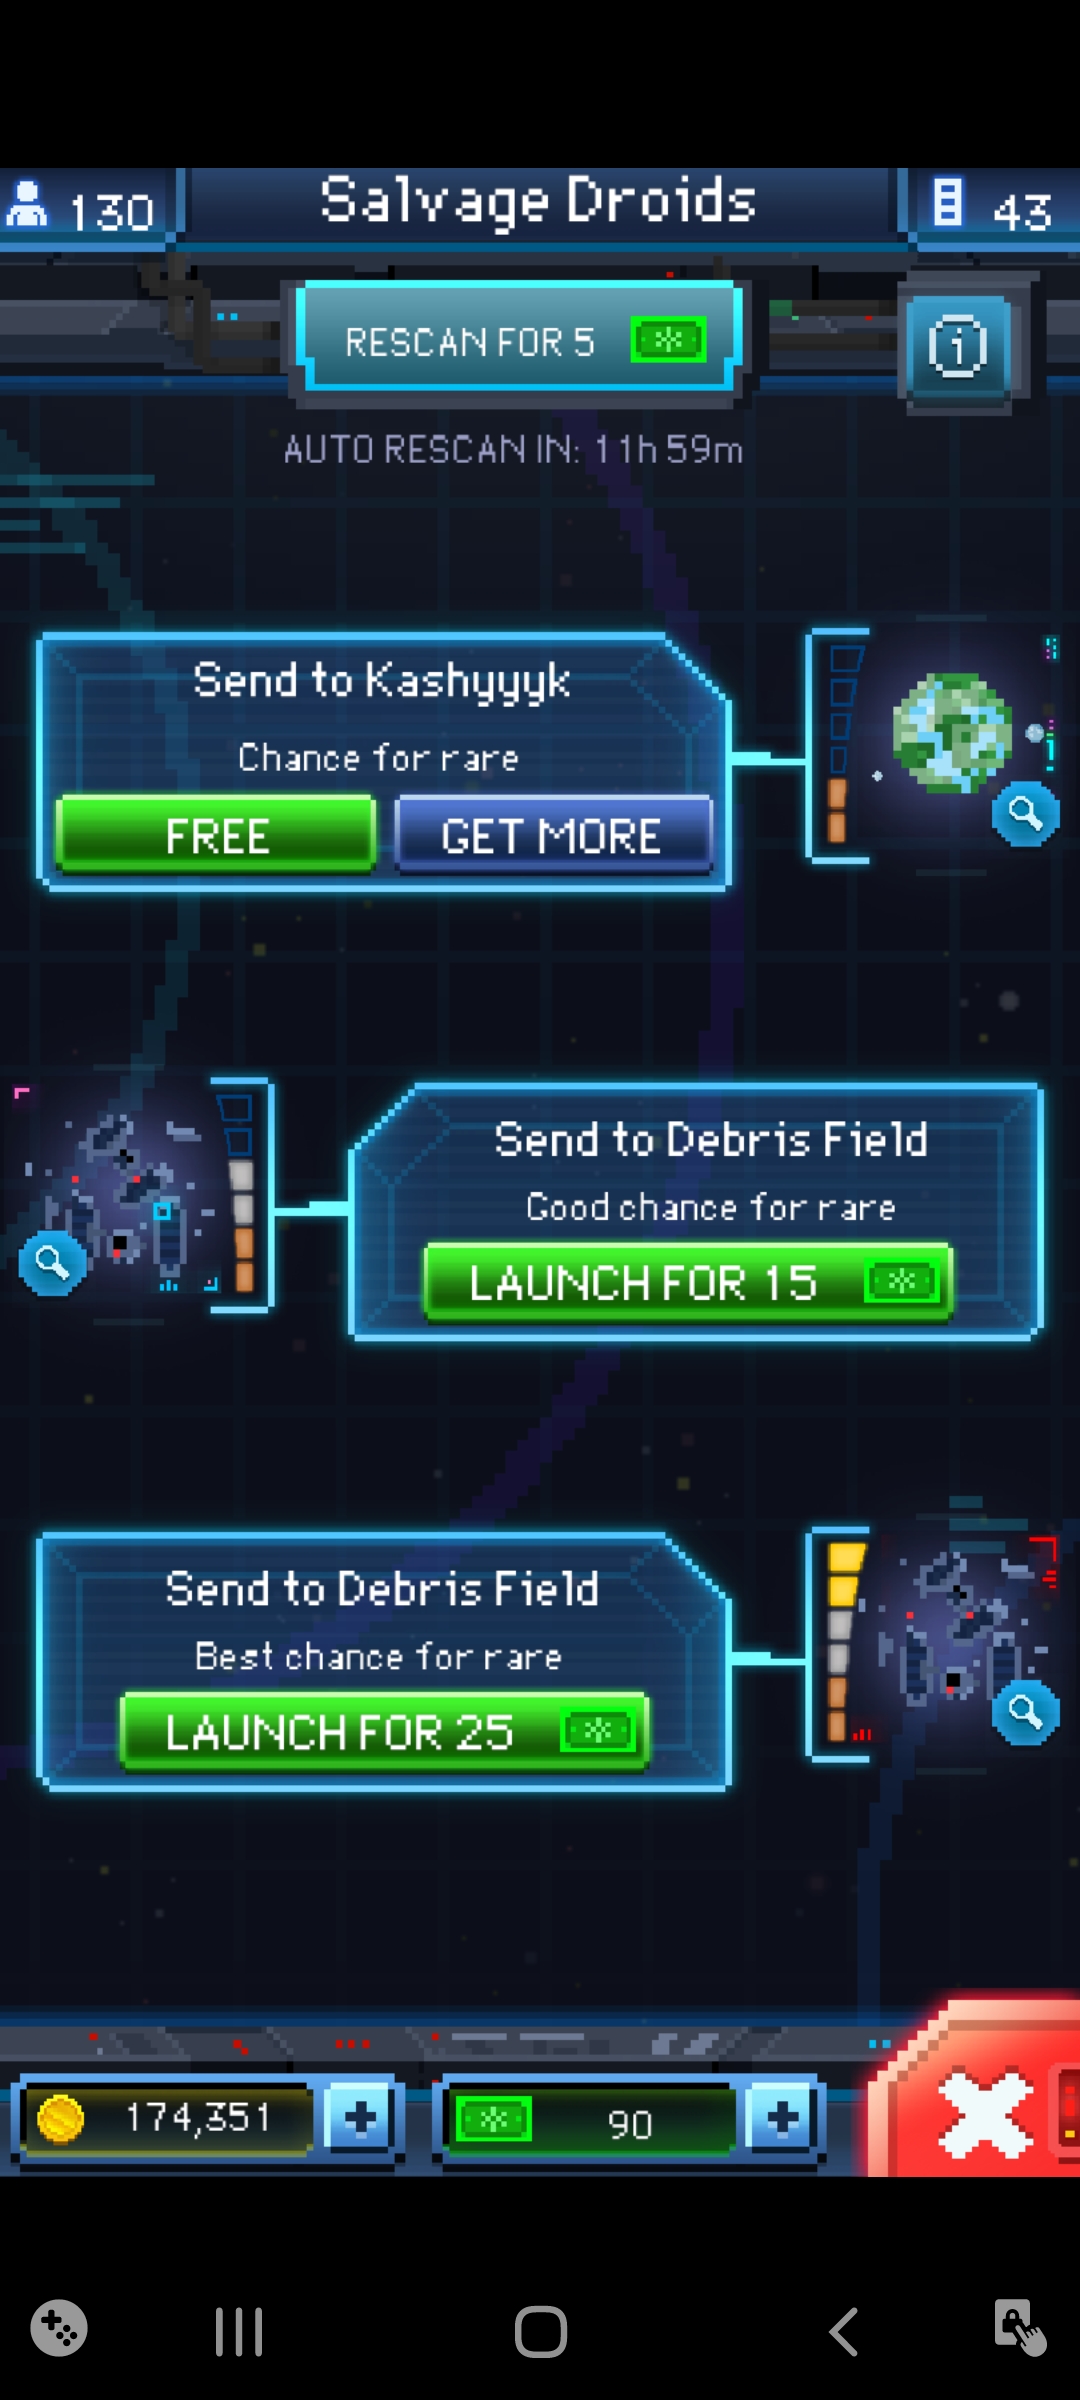 130
Salvage Droids
43
RESCAN FOR 5
AUTO RESCAN IN: 11h 59m
Send to Kashyyyk
Chance for rare
FREE
GET MORE
Send to Debris Field
Good chance for rare
LAUNCH FOR 15
Send to Debris Field
Best chance for rare
LAUNCH FOR 25
174,351
90